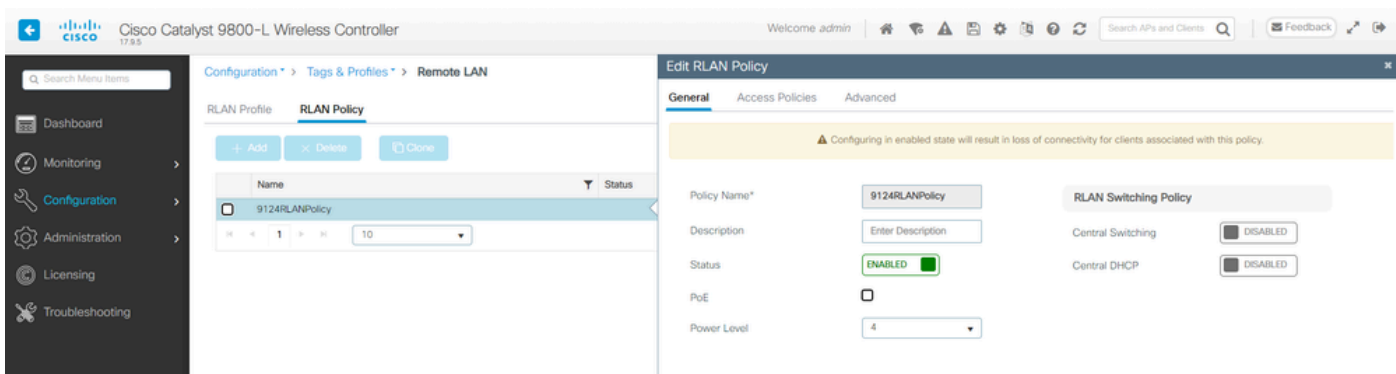 cisco
Cisco Catalyst 9800-L Wireless Controller
17.9.5
Welcome admin
Search APs and Clients
Feedback
Search Menu Items
Dashboard
Monitoring
Configuration
Administration
Licensing
Troubleshooting
Configuration > Tags & Profiles > Remote LAN
RLAN Profile RLAN Policy
+ Add × Delete Clone
Name Status
9124RLANPolicy
1 10
Edit RLAN Policy
General Access Policies Advanced
Configuring in enabled state will result in loss of connectivity for clients associated with this policy.
Policy Name* 9124RLANPolicy
Description Enter Description
Status ENABLED
PoE
Power Level 4
RLAN Switching Policy
Central Switching DISABLED
Central DHCP DISABLED